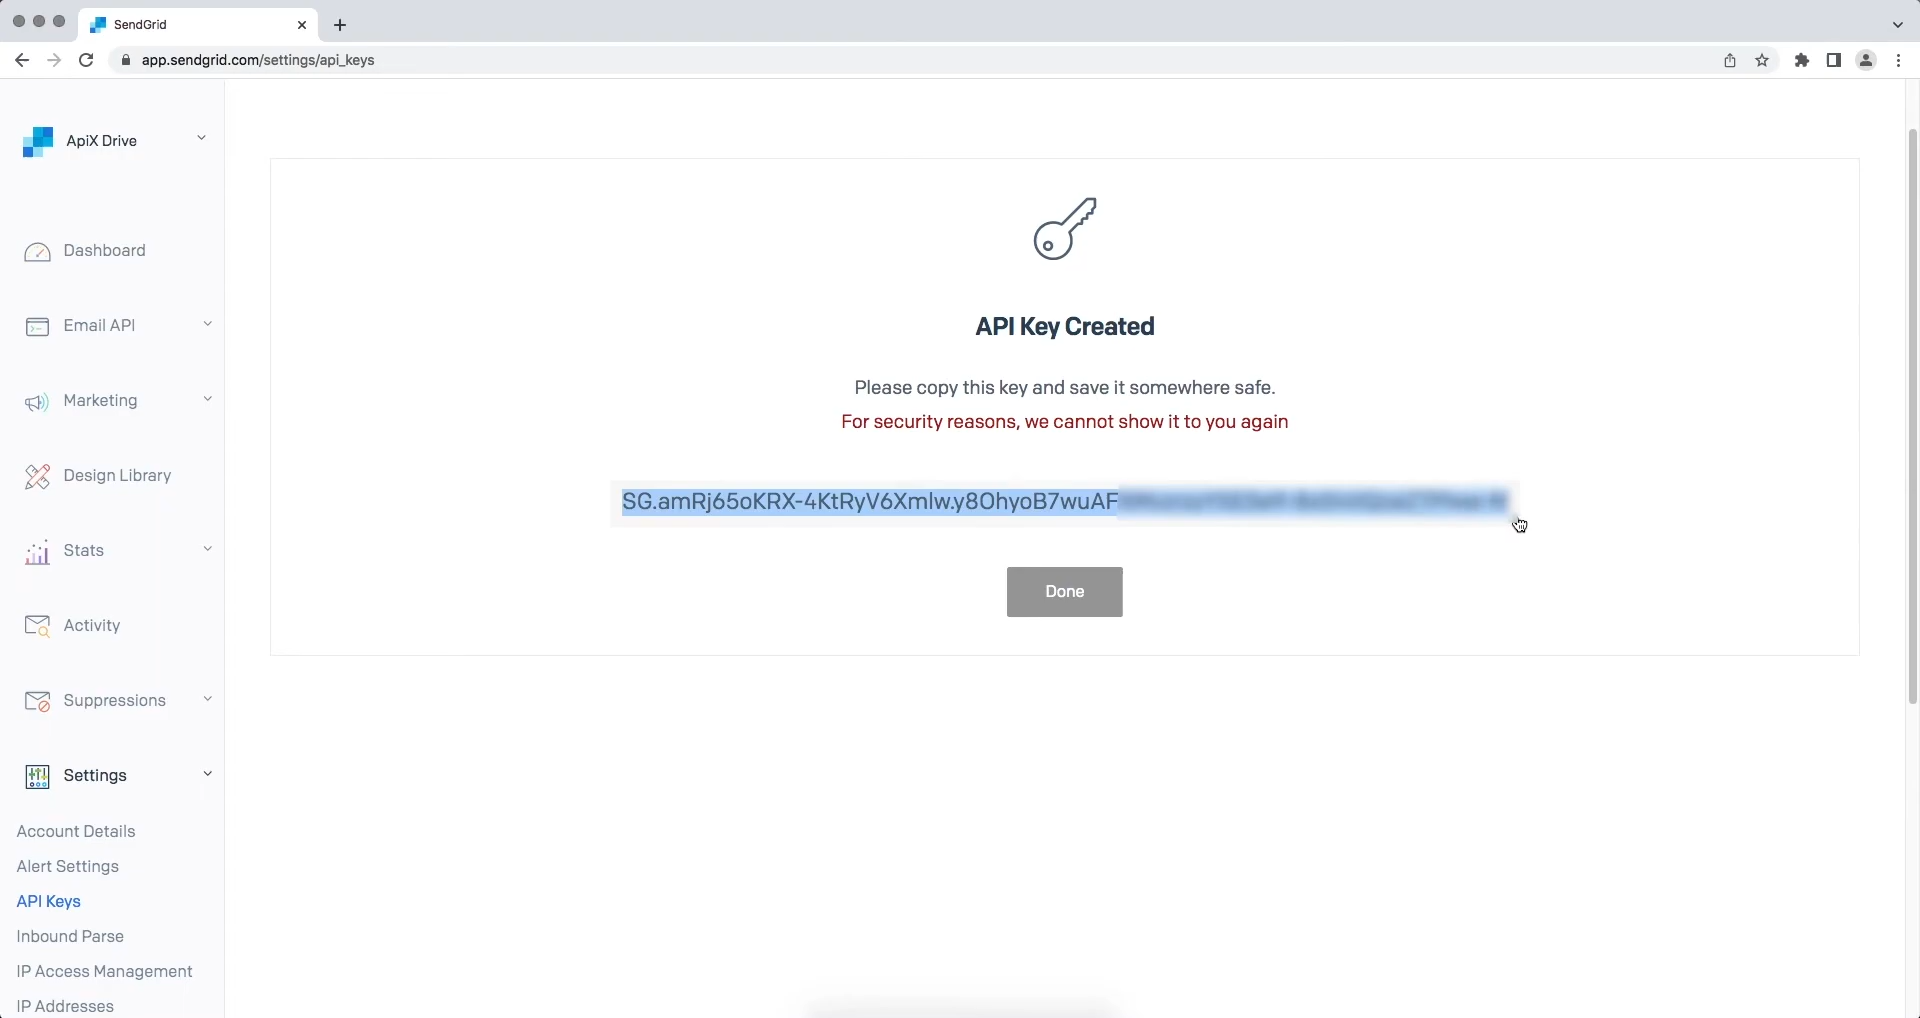 SendGrid
app.sendgrid.com/settings/api_keys
ApiX Drive
Dashboard
Email API
Marketing
Design Library
Stats
Activity
Suppressions
Settings
Account Details
Alert Settings
API Keys
Inbound Parse
IP Access Management
IP Addresses
API Key Created
Please copy this key and save it somewhere safe.
For security reasons, we cannot show it to you again
SG.amRj65oKRX-4KtRyV6Xmlw.y8OhyoB7wuAF
Done